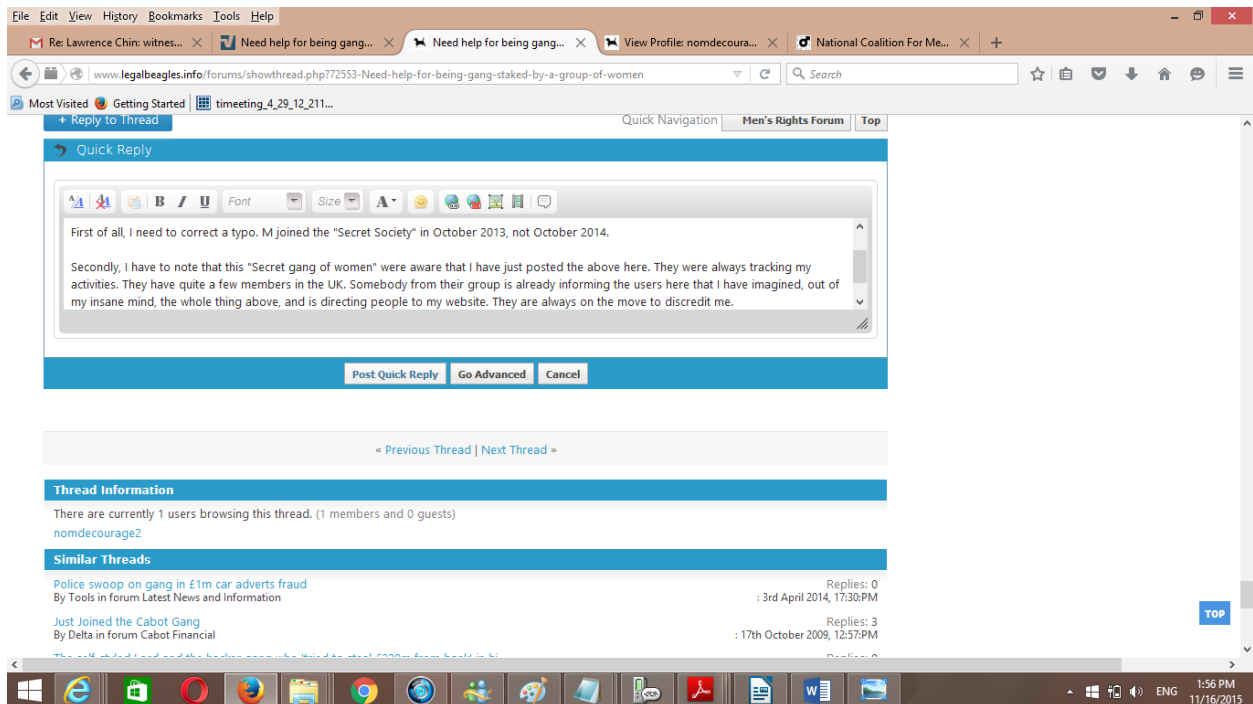 File Edit View History Bookmarks Tools Help
Re: Lawrence Chin: witnes... Need help for being gang... Need help for being gang... View Profile: nomdecoura... National Coalition For Me...
www.legalbeagles.info/forums/showthread.php?72553-Need-help-for-being-gang-staked-by-a-group-of-women Search
Most Visited Getting Started timeeting_4_29_12_211...
+ Reply to Thread Quick Navigation Men's Rights Forum Top
Quick Reply
B I U Font Size A
First of all, I need to correct a typo. M joined the "Secret Society" in October 2013, not October 2014.
Secondly, I have to note that this "Secret gang of women" were aware that I have just posted the above here. They were always tracking my
activities. They have quite a few members in the UK. Somebody from their group is already informing the users here that I have imagined, out of
my insane mind, the whole thing above, and is directing people to my website. They are always on the move to discredit me.
Post Quick Reply Go Advanced Cancel
« Previous Thread | Next Thread »
Thread Information
There are currently 1 users browsing this thread. (1 members and 0 guests)
nomdecourage2
Similar Threads
Police swoop on gang in £1m car adverts fraud Replies: 0
By Tools in forum Latest News and Information : 3rd April 2014, 17:30:PM
TOP
Just Joined the Cabot Gang Replies: 3
By Delta in forum Cabot Financial : 17th October 2009, 12:57:PM
ENG 1:56 PM
11/16/2015